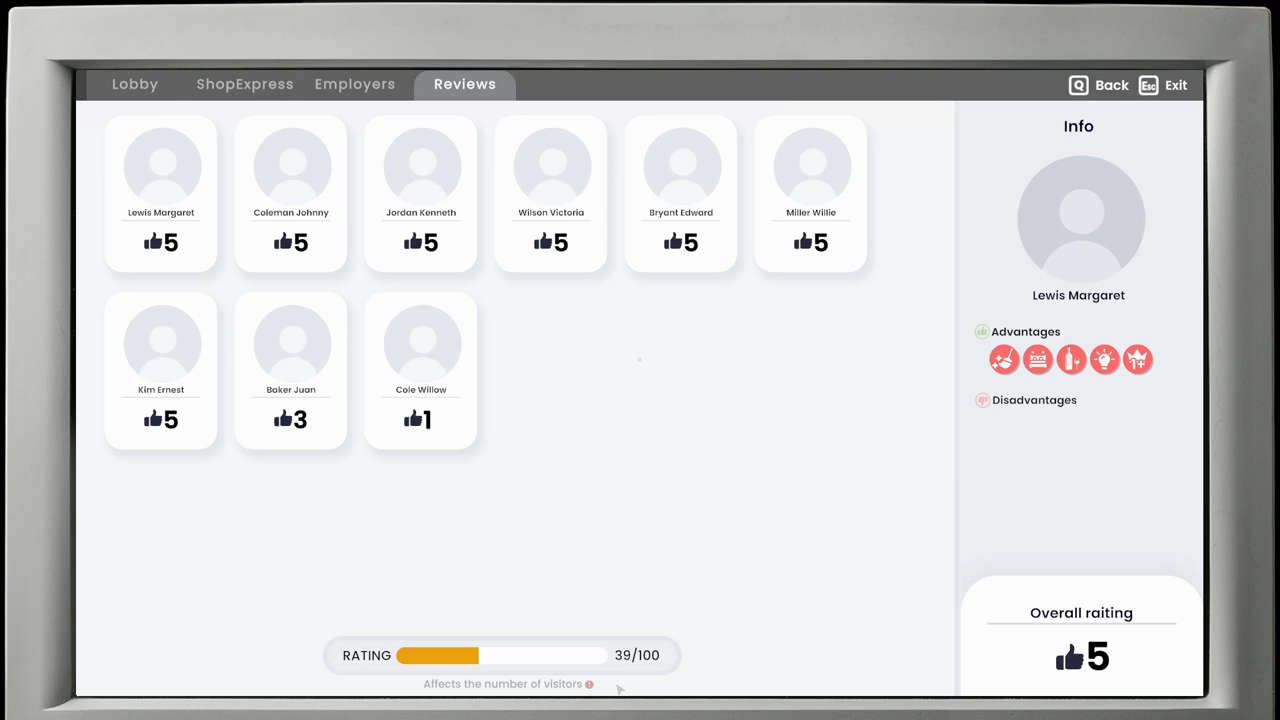 Lobby ShopExpress Employers Reviews Q Back Esc Exit
Lewis Margaret Coleman Johnny Jordan Kenneth Wilson Victoria Bryant Edward Miller Willie
5 5 5 5 5 5
Kim Ernest Baker Juan Cole Willow
5 3 1
RATING 39/100
Affects the number of visitors
Info
Lewis Margaret
Advantages
1+
Disadvantages
Overall raiting
5